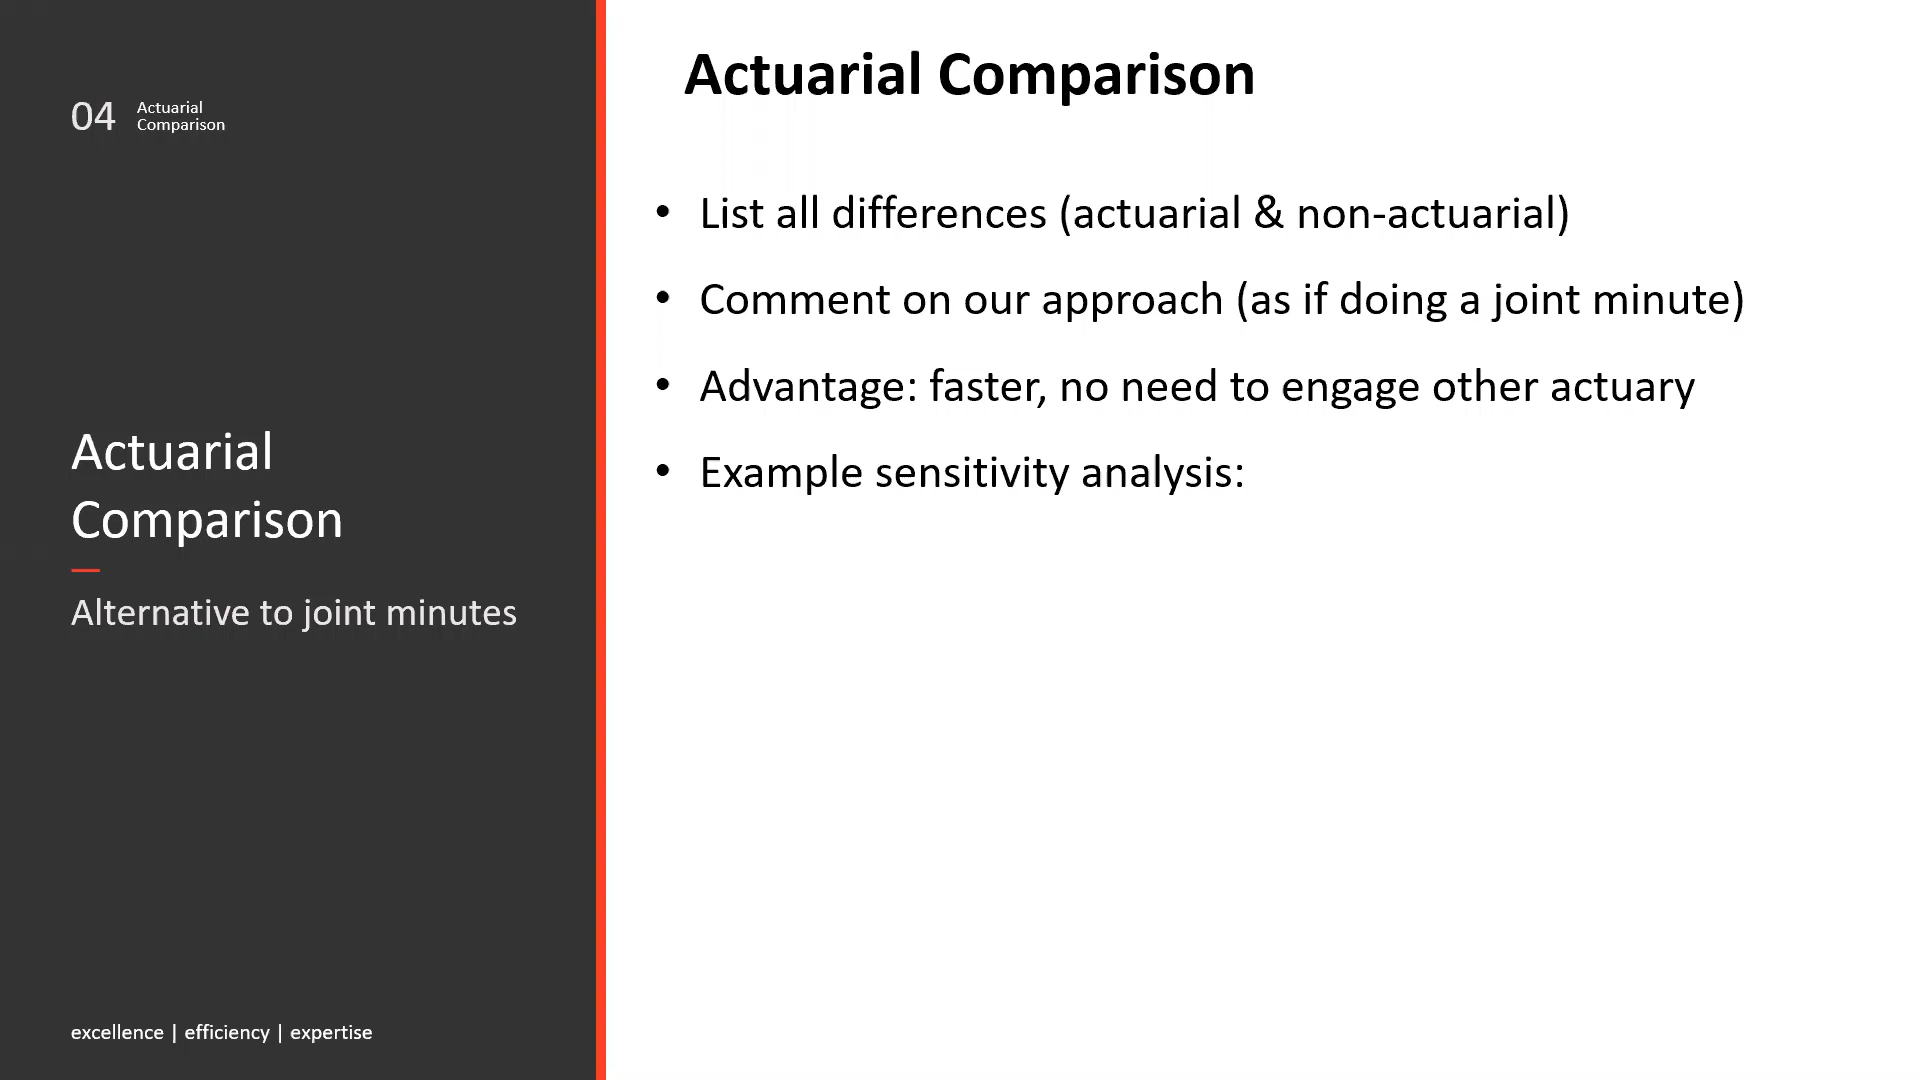 04
Actuarial
Comparison
Actuarial
Comparison
Alternative to joint minutes
excellence | efficiency | expertise
Actuarial Comparison
• List all differences (actuarial & non-actuarial)
• Comment on our approach (as if doing a joint minute)
• Advantage: faster, no need to engage other actuary
• Example sensitivity analysis: